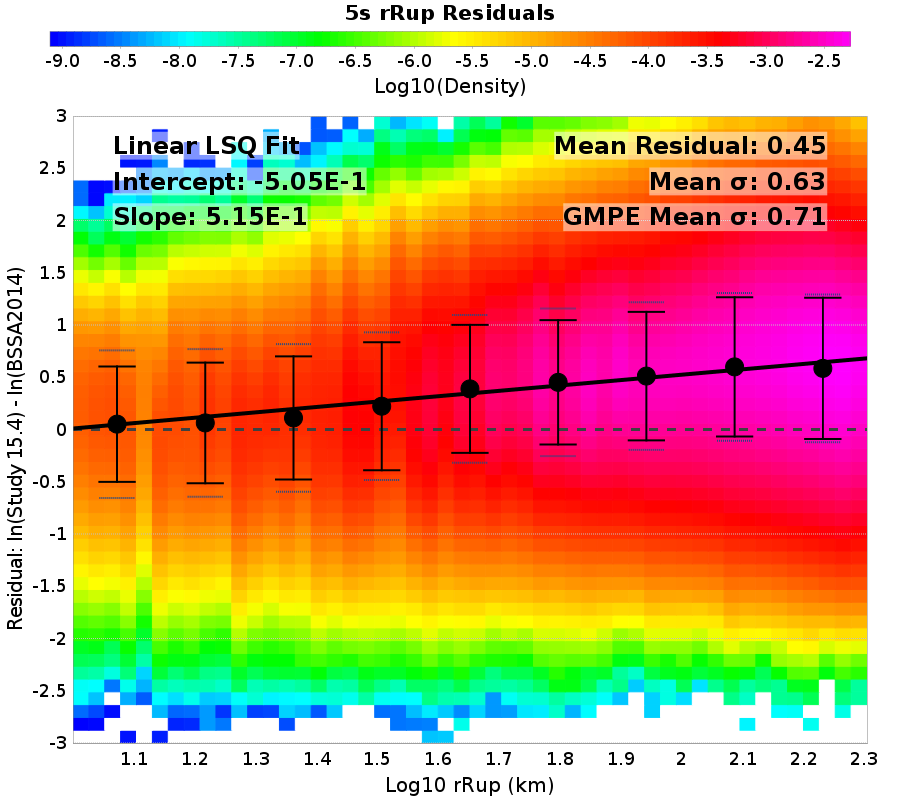 5s rRup Residuals
-9.0 -8.5 -8.0 -7.5 -7.0 -6.5 -6.0 -5.5 -5.0 -4.5 -4.0 -3.5 -3.0 -2.5
Log10(Density)
Linear LSQ Fit
Intercept: -5.05E-1
Slope: 5.15E-1
Mean Residual: 0.45
Mean σ: 0.63
GMPE Mean σ: 0.71
Residual: ln(Study 15.4) - ln(BSSA2014)
3
2.5
2
1.5
1
0.5
0
-0.5
-1
-1.5
-2
-2.5
-3
1.1 1.2 1.3 1.4 1.5 1.6 1.7 1.8 1.9 2 2.1 2.2 2.3
Log10 rRup (km)